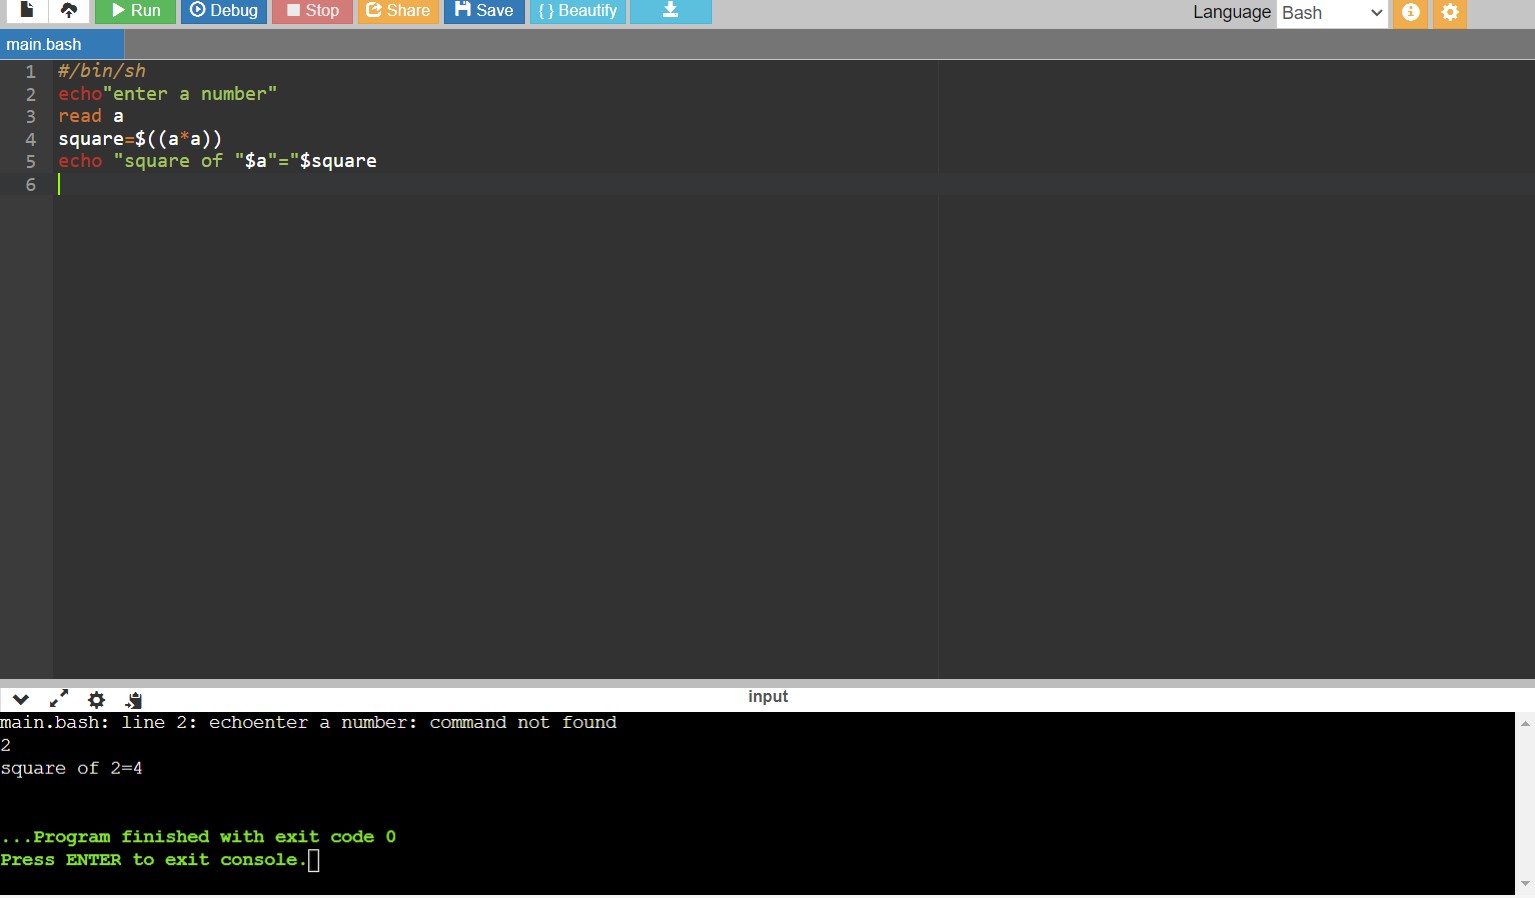 Run Debug Stop Share Save { } Beautify Language Bash
main.bash
1 #/bin/sh
2 echo"enter a number"
3 read a
4 square=$((a*a))
5 echo "square of "$a"="$square
6
input
main.bash: line 2: echoenter a number: command not found
2
square of 2=4
...Program finished with exit code 0
Press ENTER to exit console.